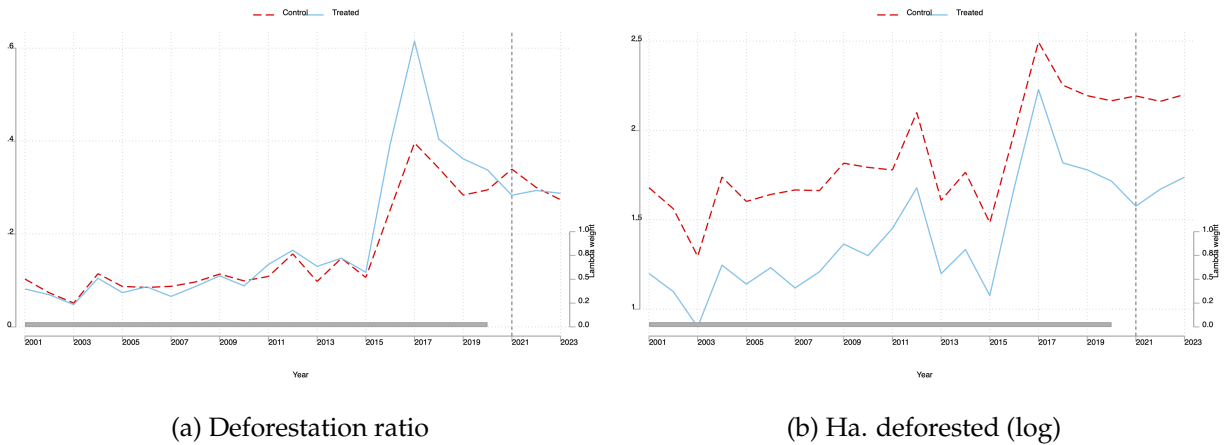 Control Treated
.6
.4
.2
0.
1.0
0.8
0.5
0.2
0.0
Lambda weight
2001 2003 2005 2007 2009 2011 2013 2015 2017 2019 2021 2023
Year
(a) Deforestation ratio
Control Treated
2.5
2.
1.5
1.
1.0
0.8
0.5
0.2
0.0
Lambda weight
2001 2003 2005 2007 2009 2011 2013 2015 2017 2019 2021 2023
Year
(b) Ha. deforested (log)